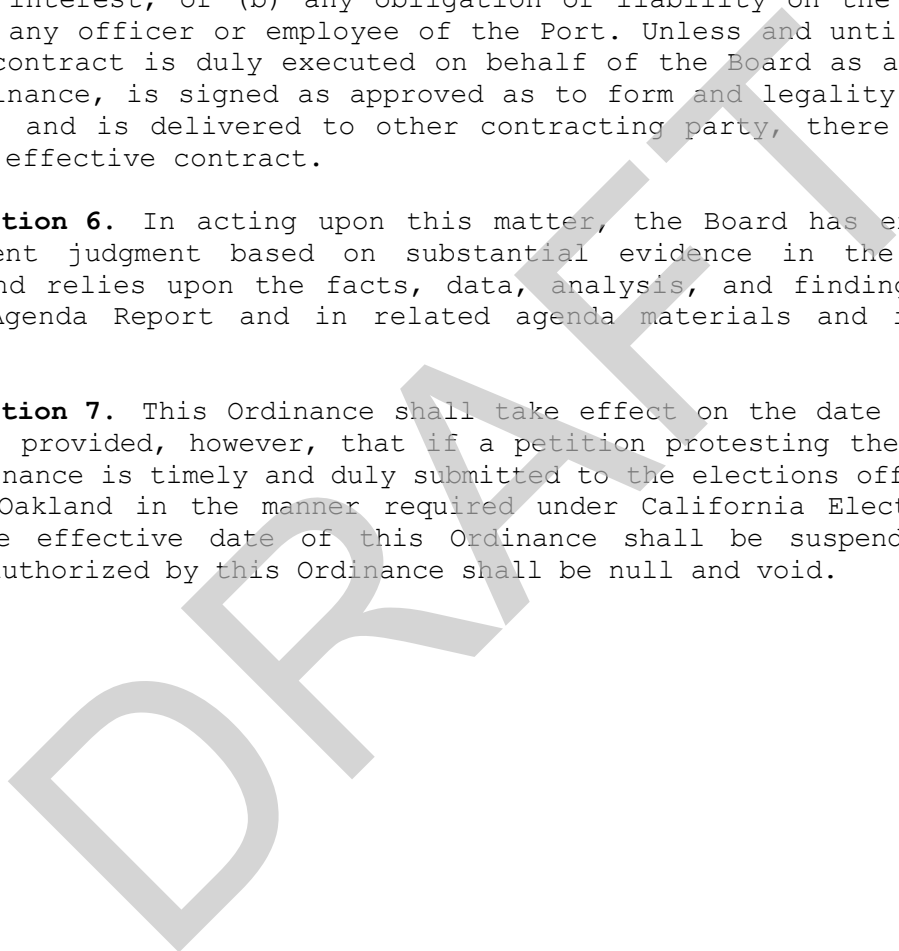 interest, or (b) any obligation or liability on the
any officer or employee of the Port. Unless and unti
contract is duly executed on behalf of the Board as a
inance, is signed as approved as to form and legality
and is delivered to other contracting party, there
effective contract.
tion 6. In acting upon this matter, the Board has e
ent judgment based on substantial evidence in the
nd relies upon the facts, data, analysis, and finding
Agenda Report and in related agenda materials and i
tion 7. This Ordinance shall take effect on the date
provided, however, that if a petition protesting the
nance is timely and duly submitted to the elections off
Oakland in the manner required under California Elect
e effective date of this Ordinance shall be suspend
uthorized by this Ordinance shall be null and void.
DRAFT